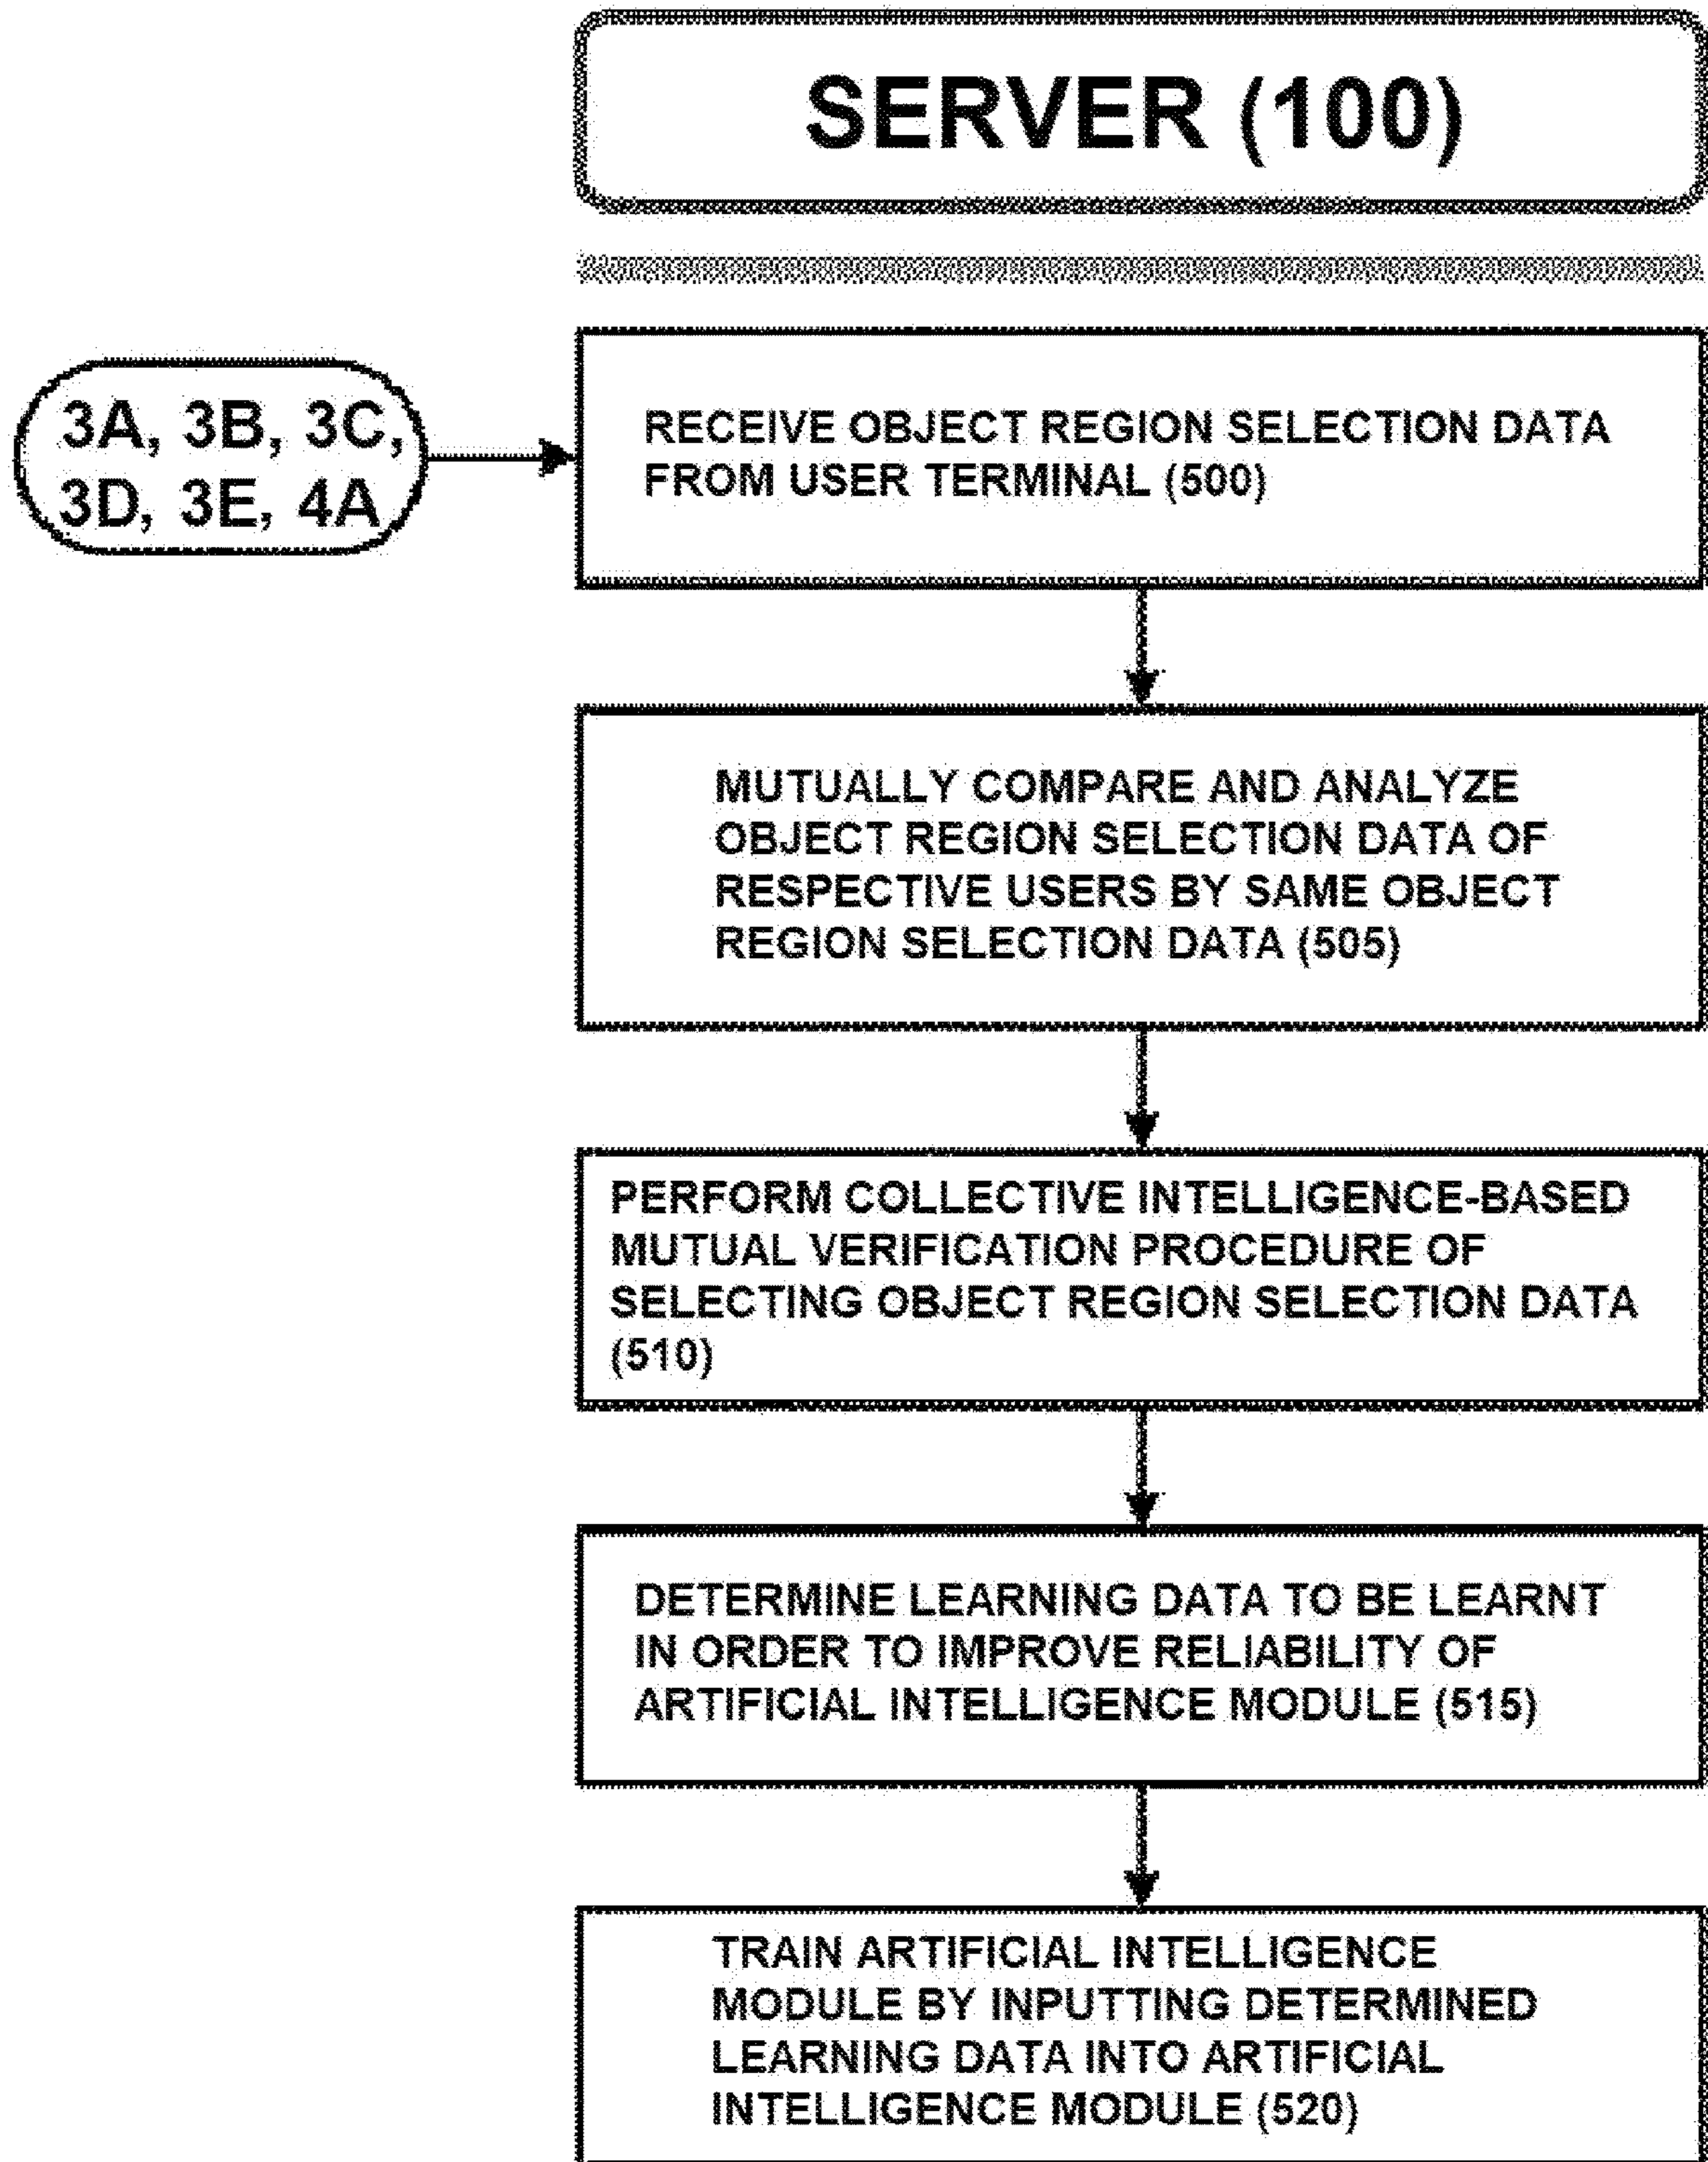 SERVER (100)
3A, 3B, 3C,
3D, 3E, 4A
RECEIVE OBJECT REGION SELECTION DATA
FROM USER TERMINAL (500)
MUTUALLY COMPARE AND ANALYZE
OBJECT REGION SELECTION DATA OF
RESPECTIVE USERS BY SAME OBJECT
REGION SELECTION DATA (505)
PERFORM COLLECTIVE INTELLIGENCE-BASED
MUTUAL VERIFICATION PROCEDURE OF
SELECTING OBJECT REGION SELECTION DATA
(510)
DETERMINE LEARNING DATA TO BE LEARNT
IN ORDER TO IMPROVE RELIABILITY OF
ARTIFICIAL INTELLIGENCE MODULE (515)
TRAIN ARTIFICIAL INTELLIGENCE
MODULE BY INPUTTING DETERMINED
LEARNING DATA INTO ARTIFICIAL
INTELLIGENCE MODULE (520)